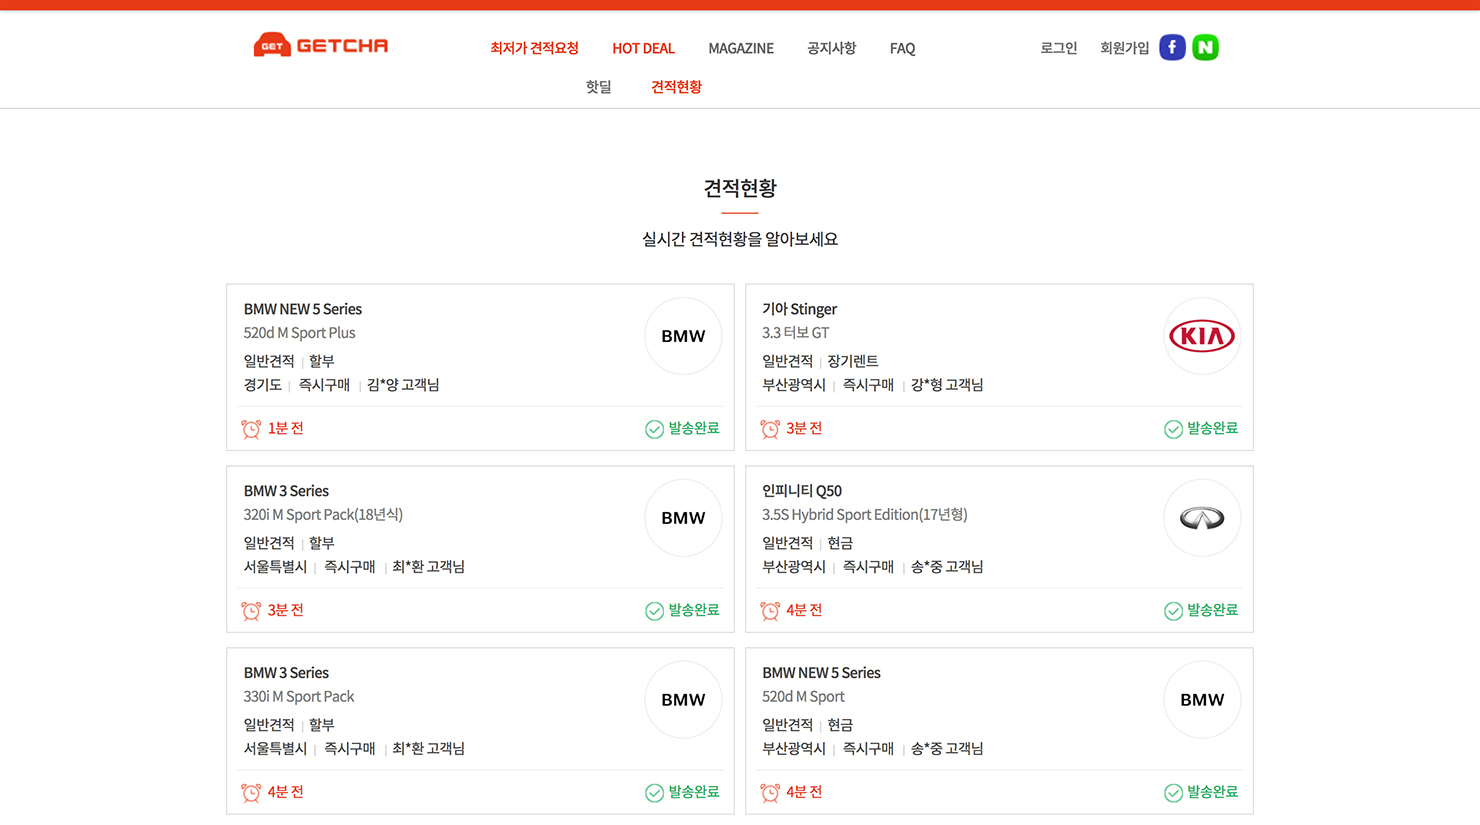 GET GETCHA
최저가 견적요청 HOT DEAL MAGAZINE 공지사항 FAQ 로그인 회원가입 f N
핫딜 견적현황
견적현황
실시간 견적현황을 알아보세요
BMW NEW 5 Series
520d M Sport Plus
BMW
일반견적 | 할부
경기도 | 즉시구매 | 김*양 고객님
1분 전 발송완료
기아 Stinger
3.3 터보 GT
KIA
일반견적 | 장기렌트
부산광역시 | 즉시구매 | 강*형 고객님
3분 전 발송완료
BMW 3 Series
320i M Sport Pack(18년식)
BMW
일반견적 | 할부
서울특별시 | 즉시구매 | 최*환 고객님
3분 전 발송완료
인피니티 Q50
3.5S Hybrid Sport Edition(17년형)
일반견적 | 현금
부산광역시 | 즉시구매 | 송*중 고객님
4분 전 발송완료
BMW 3 Series
330i M Sport Pack
BMW
일반견적 | 할부
서울특별시 | 즉시구매 | 최*환 고객님
4분 전 발송완료
BMW NEW 5 Series
520d M Sport
BMW
일반견적 | 현금
부산광역시 | 즉시구매 | 송*중 고객님
4분 전 발송완료